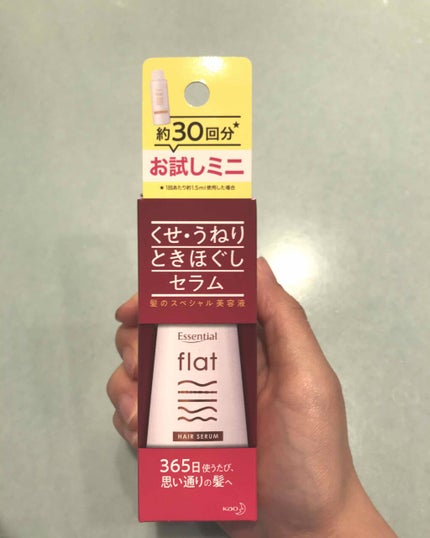 約30回分★
お試しミニ
★1回あたり約1.5ml使用した場合
くせ・うねり
ときほぐし
セラム
髪のスペシャル美容液
Essential
flat
HAIR SERUM
365日使うたび、
思い通りの髪へ
Kao